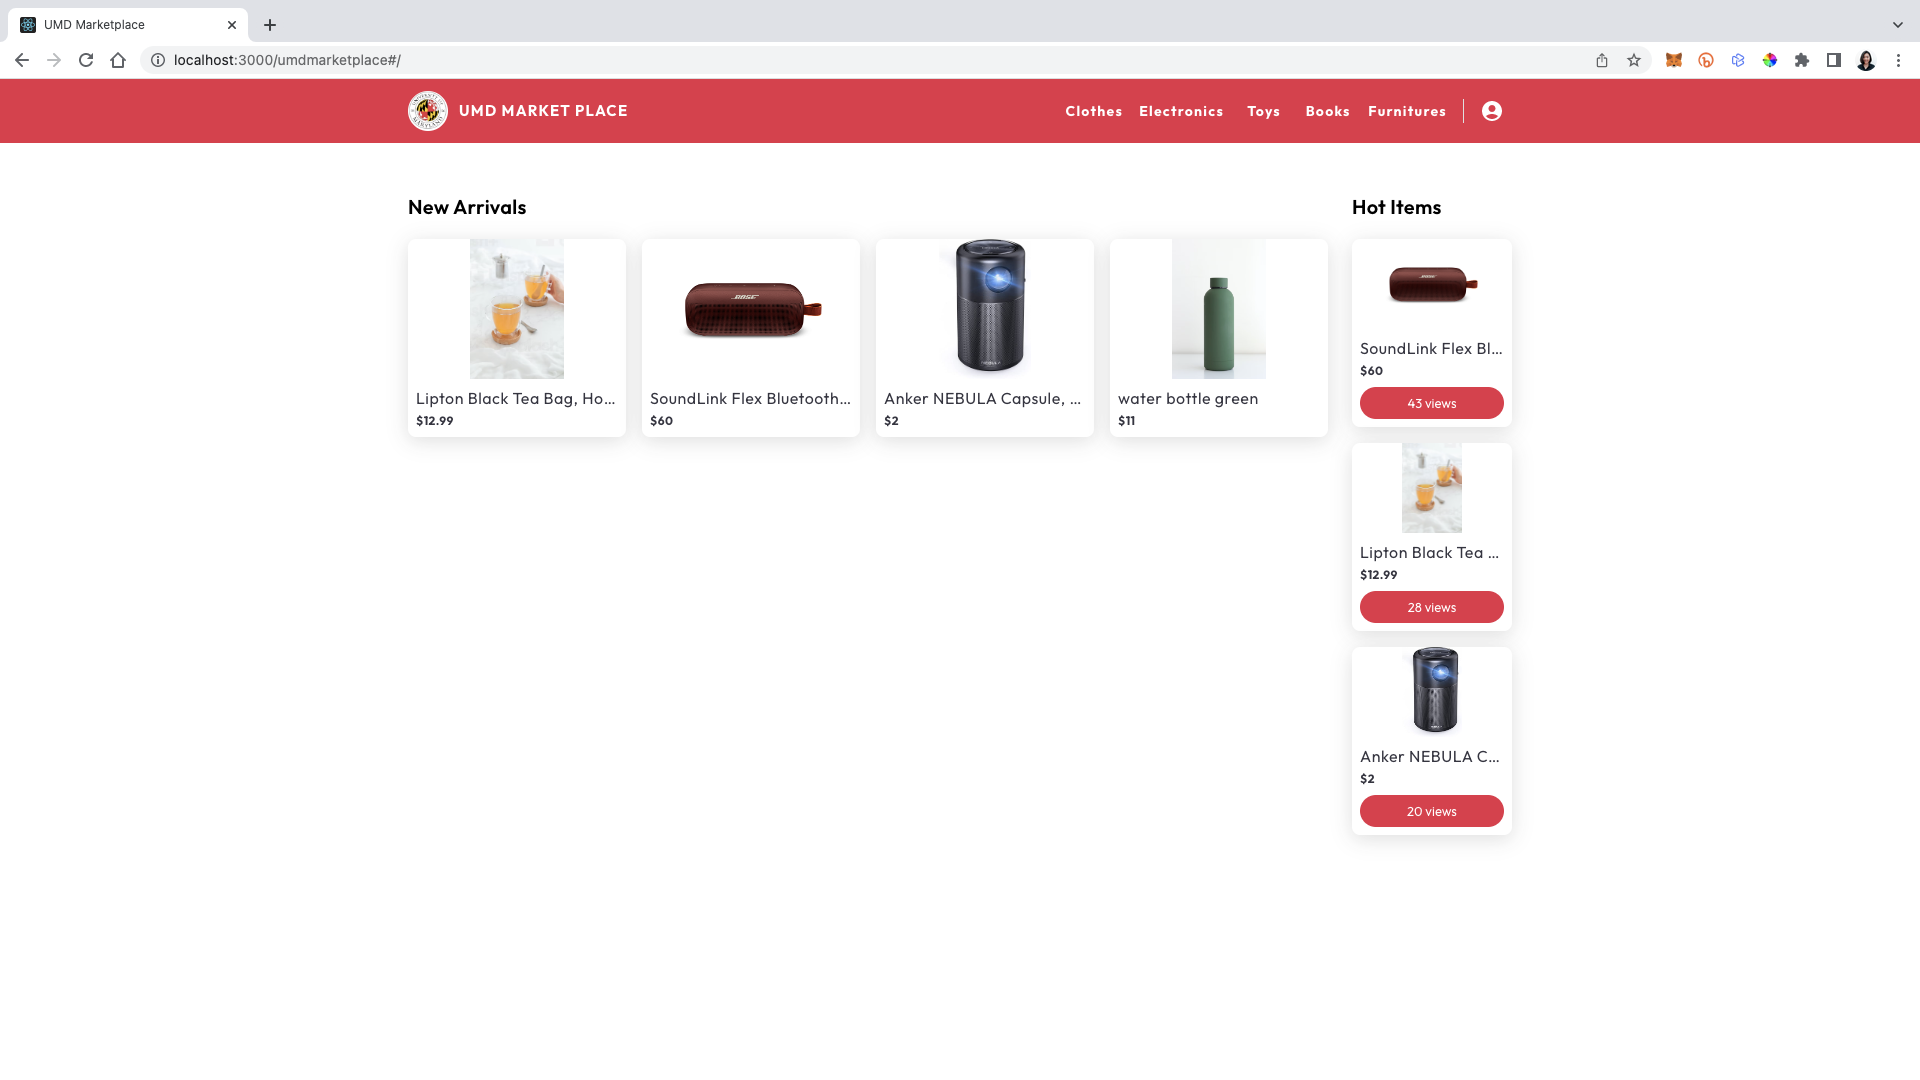 UMD Marketplace
localhost:3000/umdmarketplace#/
UMD MARKET PLACE
Clothes Electronics Toys Books Furnitures
New Arrivals
Lipton Black Tea Bag, Ho...
$12.99
BOSE
SoundLink Flex Bluetooth...
$60
Anker NEBULA Capsule, ...
$2
water bottle green
$11
Hot Items
BOSE
SoundLink Flex Bl...
$60
43 views
Lipton Black Tea ...
$12.99
28 views
Anker NEBULA C...
$2
20 views